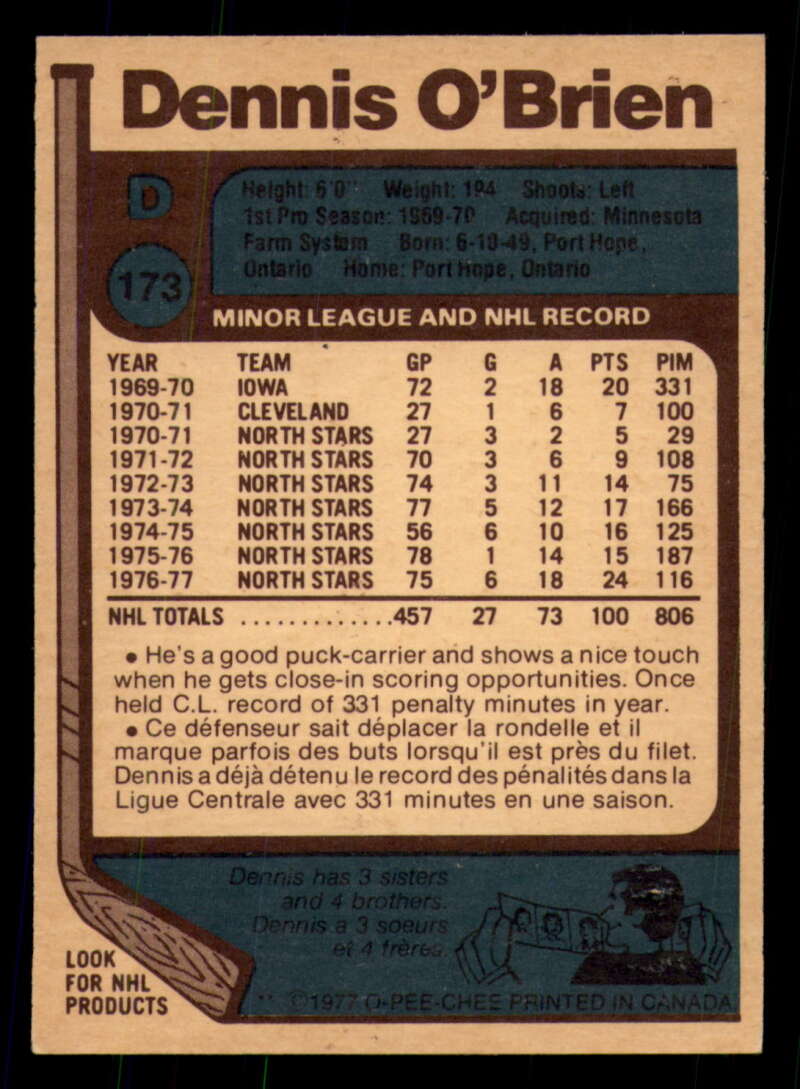 Dennis O'Brien
D
173
Height: 6'0" Weight: 194 Shoots: Left
1st Pro Season: 1969-70 Acquired: Minnesota
Farm System Born: 6-10-49, Port Hope,
Ontario Home: Port Hope, Ontario
MINOR LEAGUE AND NHL RECORD
YEAR TEAM GP G A PTS PIM
1969-70 IOWA 72 2 18 20 331
1970-71 CLEVELAND 27 1 6 7 100
1970-71 NORTH STARS 27 3 2 5 29
1971-72 NORTH STARS 70 3 6 9 108
1972-73 NORTH STARS 74 3 11 14 75
1973-74 NORTH STARS 77 5 12 17 166
1974-75 NORTH STARS 56 6 10 16 125
1975-76 NORTH STARS 78 1 14 15 187
1976-77 NORTH STARS 75 6 18 24 116
NHL TOTALS .............457 27 73 100 806
• He's a good puck-carrier and shows a nice touch
when he gets close-in scoring opportunities. Once
held C.L. record of 331 penalty minutes in year.
• Ce défenseur sait déplacer la rondelle et il
marque parfois des buts lorsqu'il est près du filet.
Dennis a déjà détenu le record des pénalités dans la
Ligue Centrale avec 331 minutes en une saison.
Dennis has 3 sisters
and 4 brothers.
Dennis a 3 soeurs
et 4 frères.
LOOK
FOR NHL
PRODUCTS
** ©1977 O-PEE-CHEE PRINTED IN CANADA